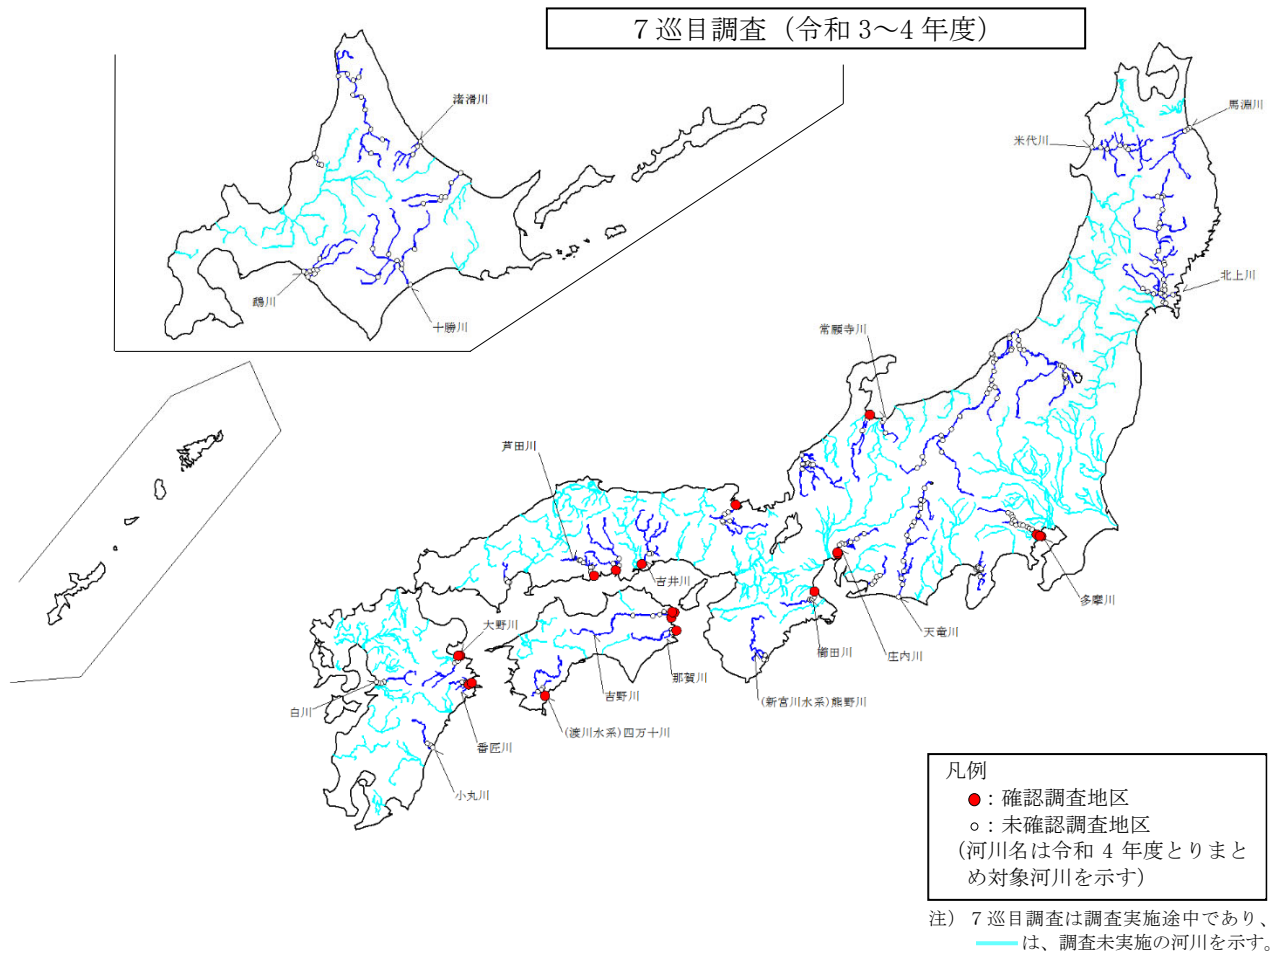 7巡目調査（令和 3～4 年度）
渚滑川
馬淵川
米代川
北上川
鵡川
十勝川
常願寺川
芦田川
吉井川
多摩川
大野川
天竜川
櫛田川
庄内川
那賀川
吉野川
(新宮川水系)熊野川
白川
(渡川水系)四万十川
番匠川
小丸川
凡例
：確認調査地区
：未確認調査地区
（河川名は令和 4 年度とりまと
め対象河川を示す）
注） 7巡目調査は調査実施途中であり、
は、調査未実施の河川を示す。